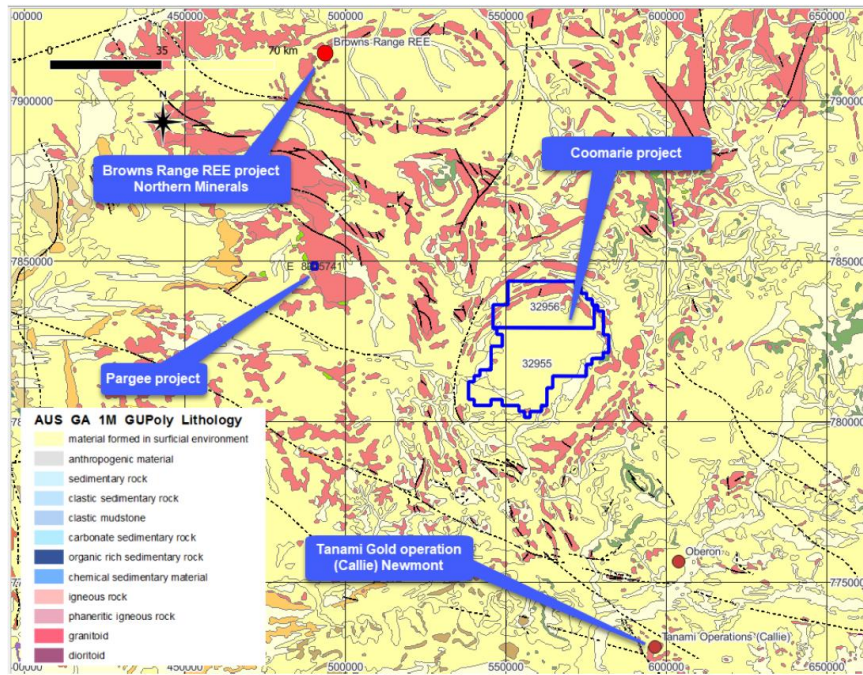 00000
450000
500000
550000
600000
650000
0
35
70 km
Browns Range REE
N
7900000
7900000
Browns Range REE project
Northern Minerals
Coomarie project
7850000
7850000
32956
32955
Pargee project
AUS GA 1M GUPoly Lithology
material formed in surficial environment
anthropogenic material
sedimentary rock
clastic sedimentary rock
clastic mudstone
carbonate sedimentary rock
organic rich sedimentary rock
chemical sedimentary material
igneous rock
phaneritic igneous rock
granitoid
dioritoid
780000
Tanami Gold operation
(Callie) Newmont
Oberon
775000
Tanami Operations (Callie)
00000
450000
500000
550000
600000
650000